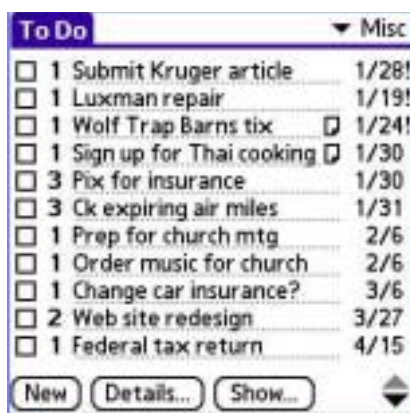 To Do Misc
1 Submit Kruger article 1/28!
1 Luxman repair 1/19!
1 Wolf Trap Barns tix 1/24!
1 Sign up for Thai cooking 1/30
3 Pix for insurance 1/30
3 Ck expiring air miles 1/31
1 Prep for church mtg 2/6
1 Order music for church 2/6
1 Change car insurance? 3/6
2 Web site redesign 3/27
1 Federal tax return 4/15
New Details... Show...